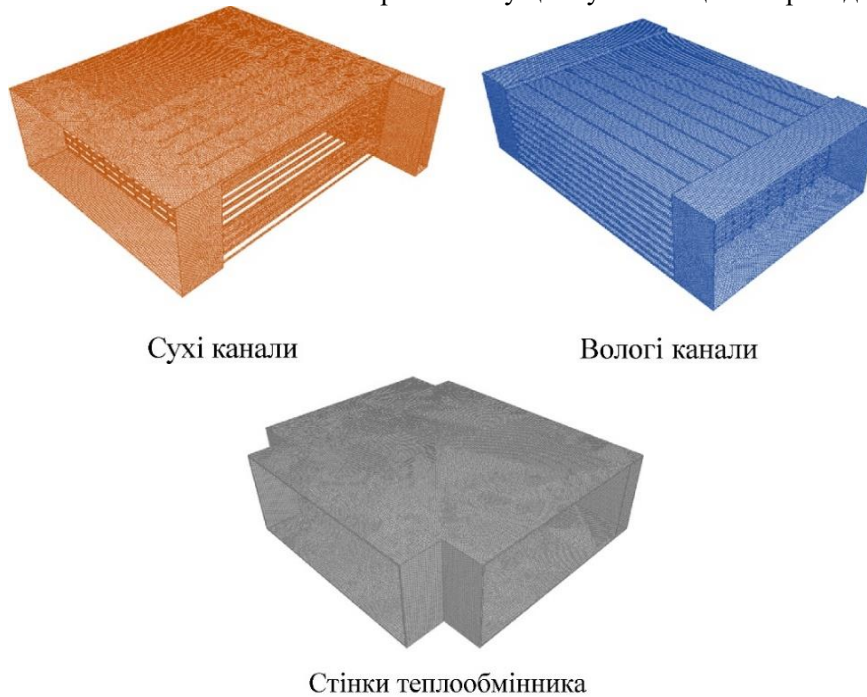 Сухі канали
Вологі канали
Стінки теплообмінника